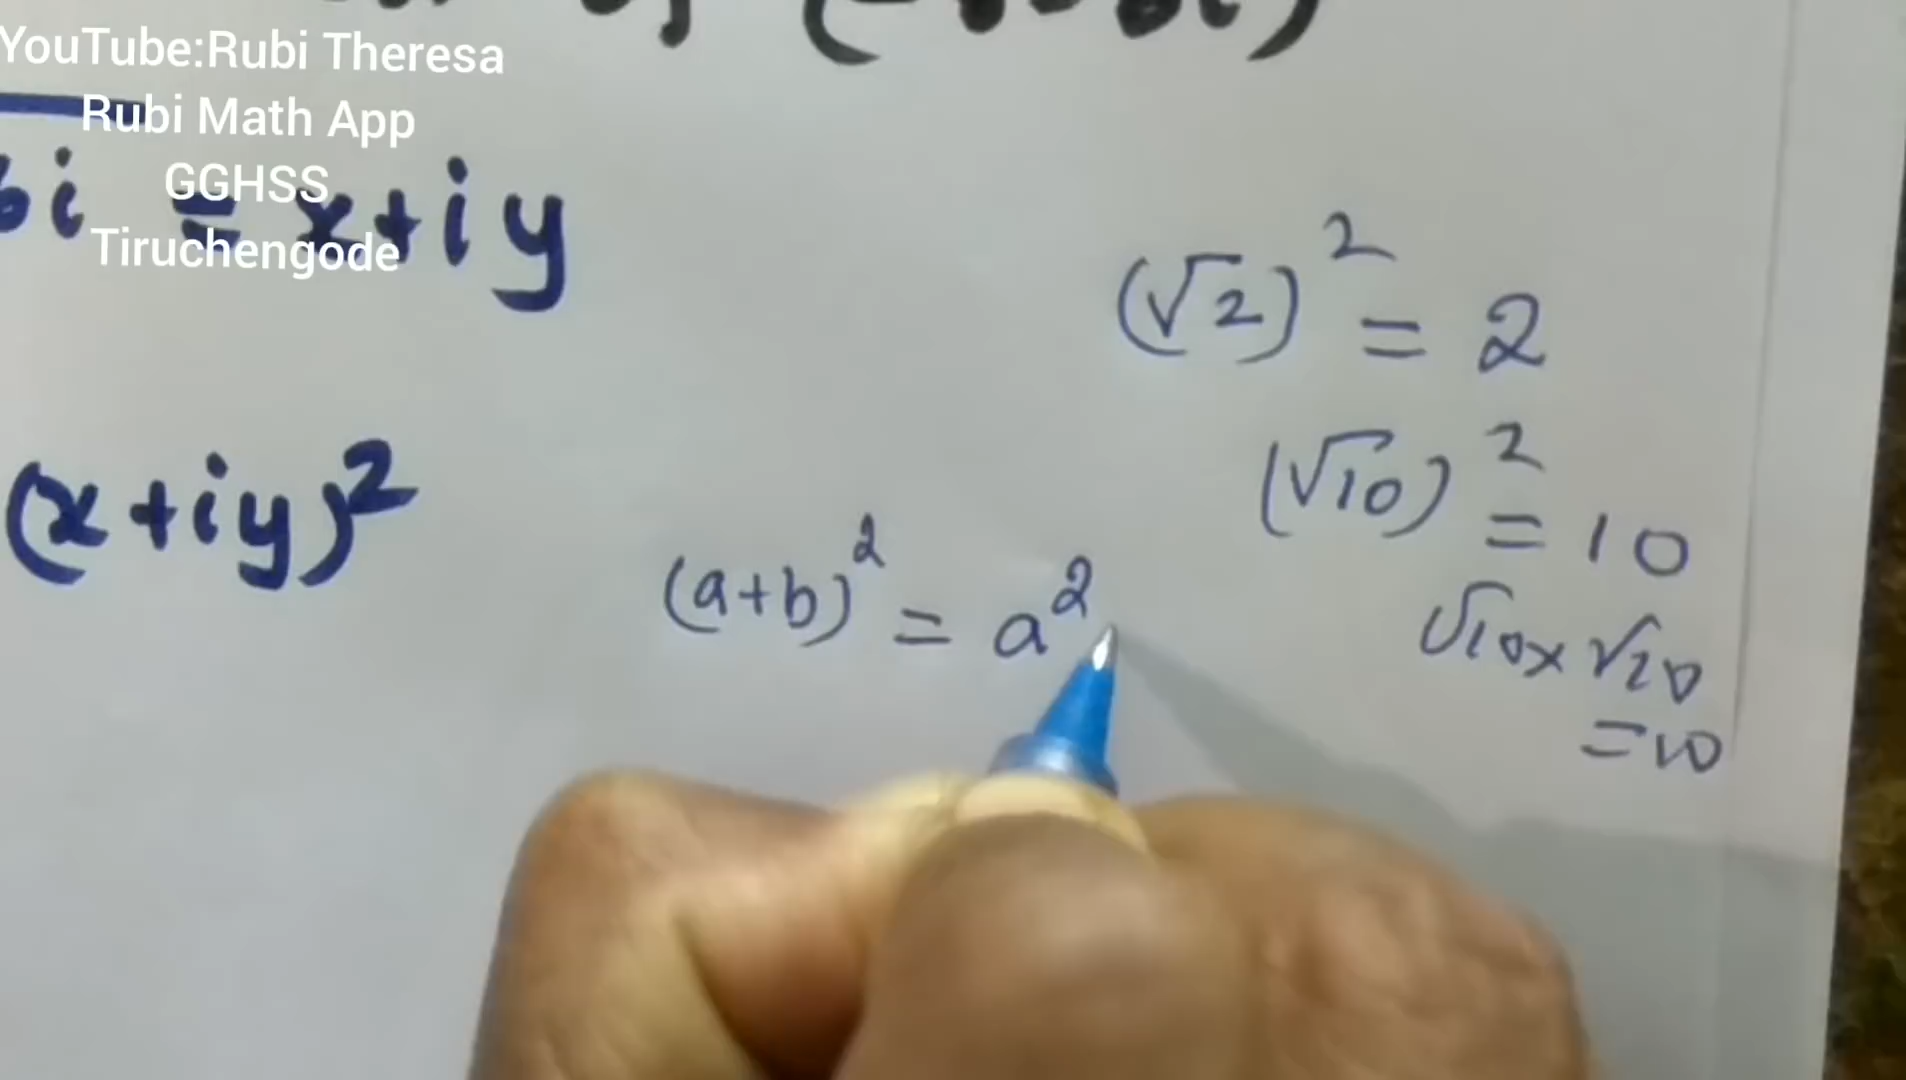 YouTube:Rubi Theresa
Rubi Math App
GGHSS
Tiruchengode
i = x+iy
(x+iy)²
(√2)² = 2
(√10)² = 10
√10 x √10
=10
(a+b)² = a²